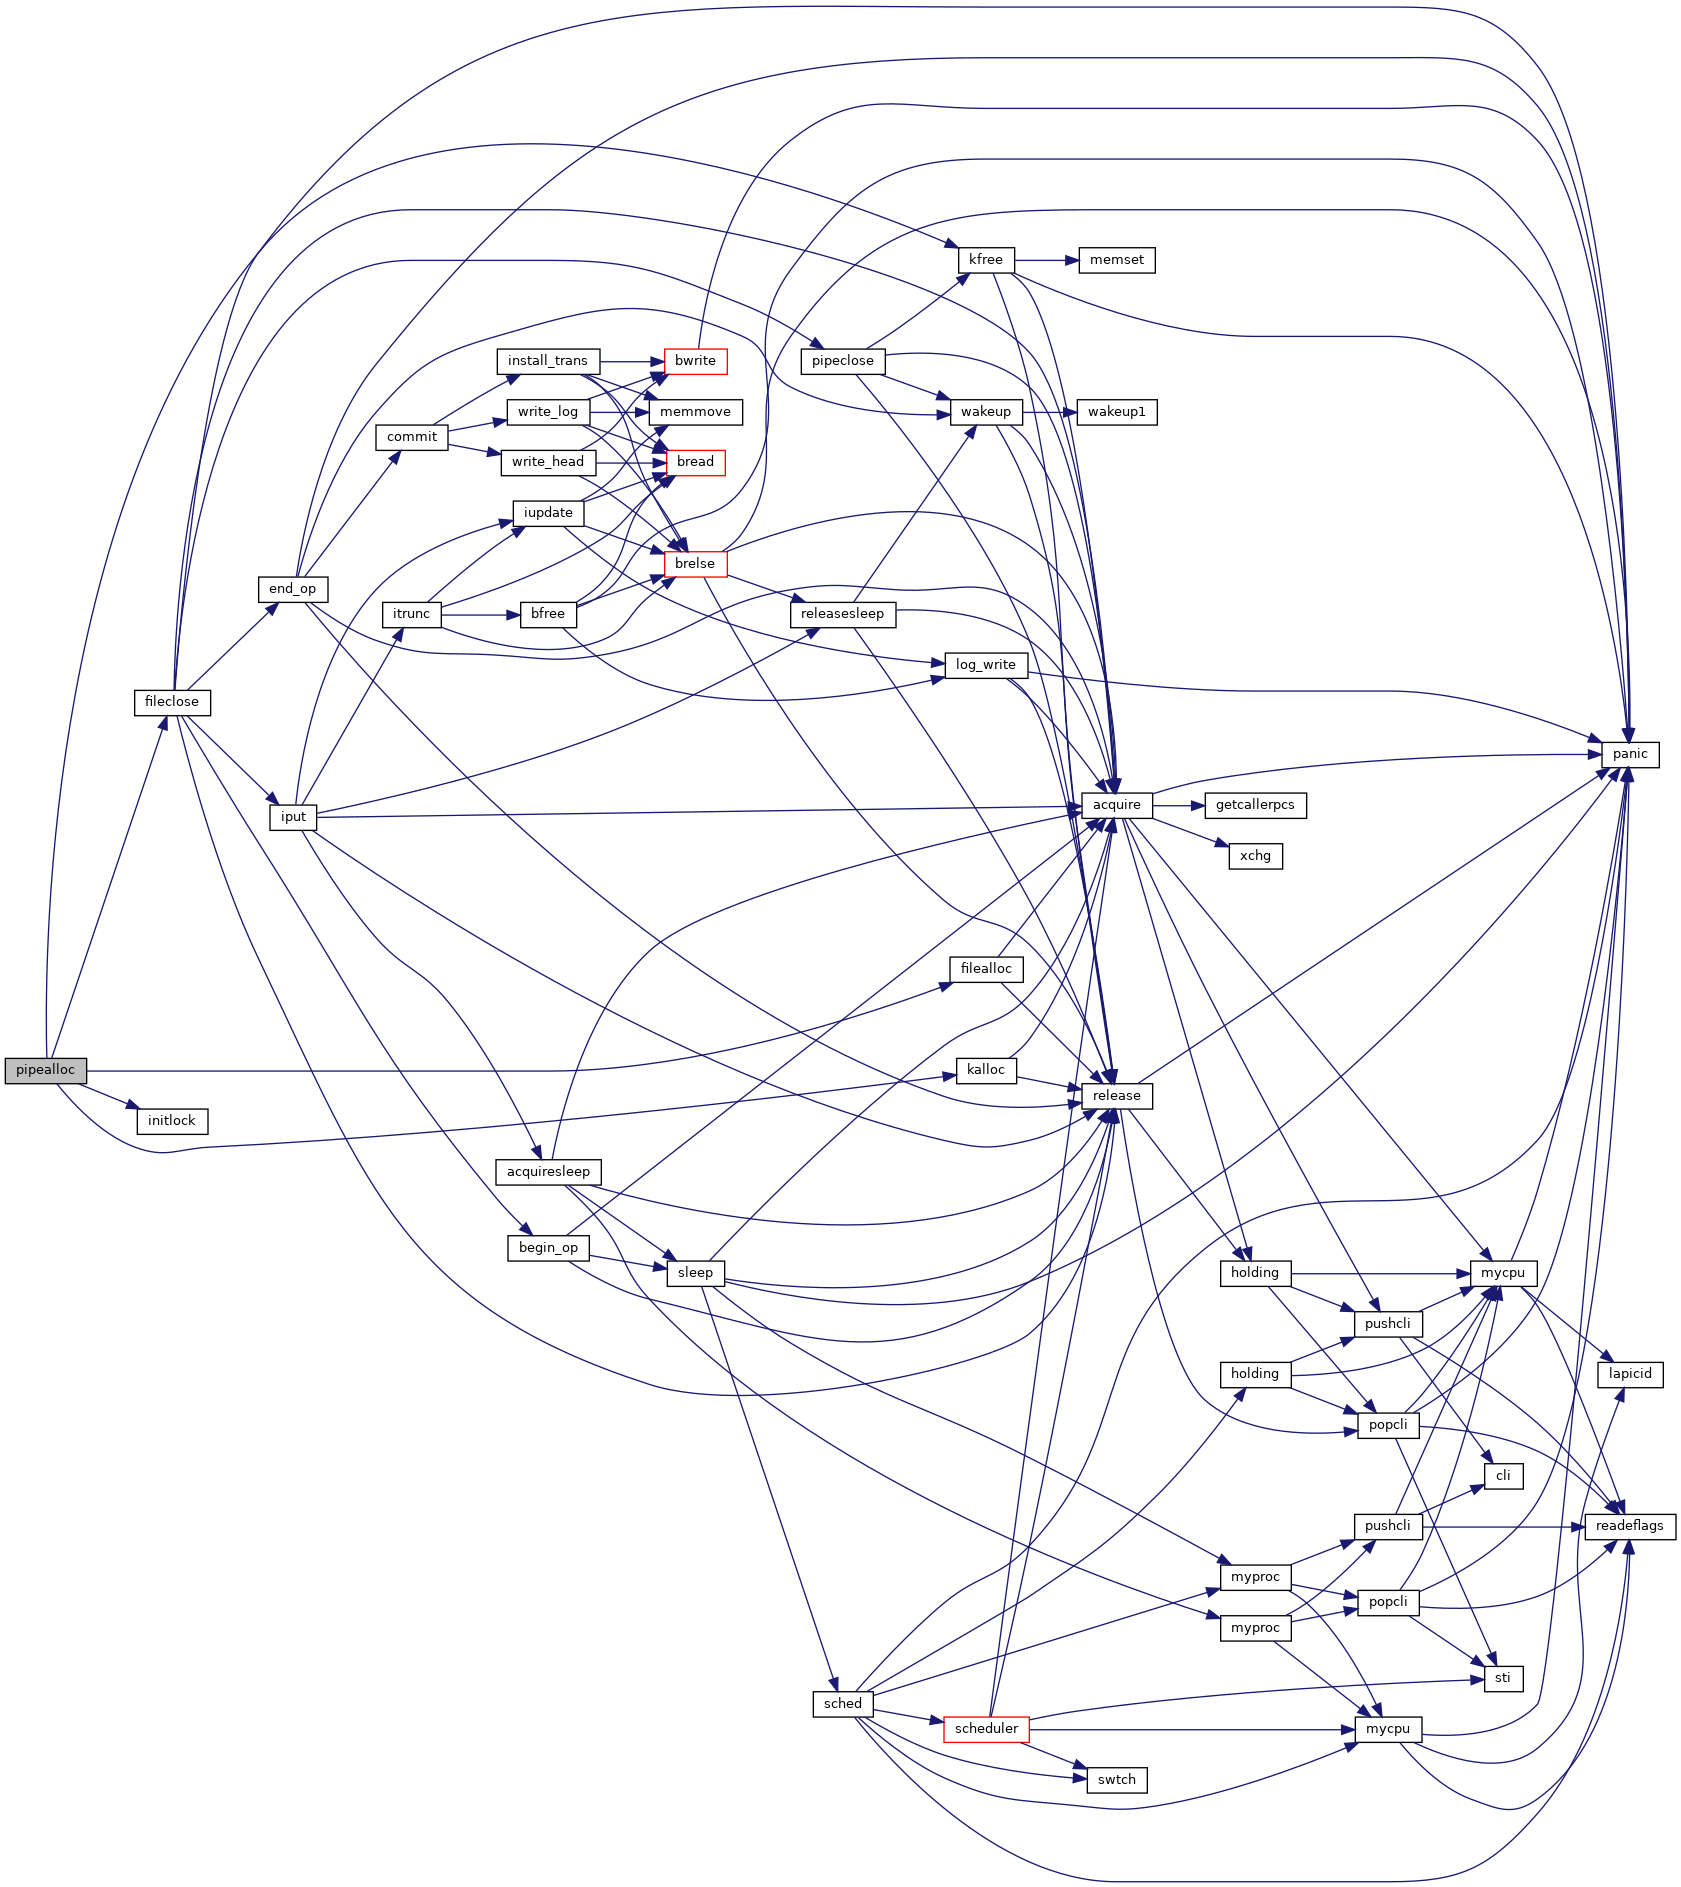 kfree
memset
install_trans
bwrite
pipeclose
write_log
memmove
wakeup
wakeup1
commit
write_head
bread
iupdate
brelse
end_op
itrunc
bfree
releasesleep
log_write
fileclose
panic
iput
acquire
getcallerpcs
xchg
filealloc
pipealloc
kalloc
release
initlock
acquiresleep
begin_op
sleep
holding
mycpu
pushcli
holding
lapicid
popcli
cli
pushcli
readeflags
myproc
popcli
myproc
sti
sched
scheduler
mycpu
swtch